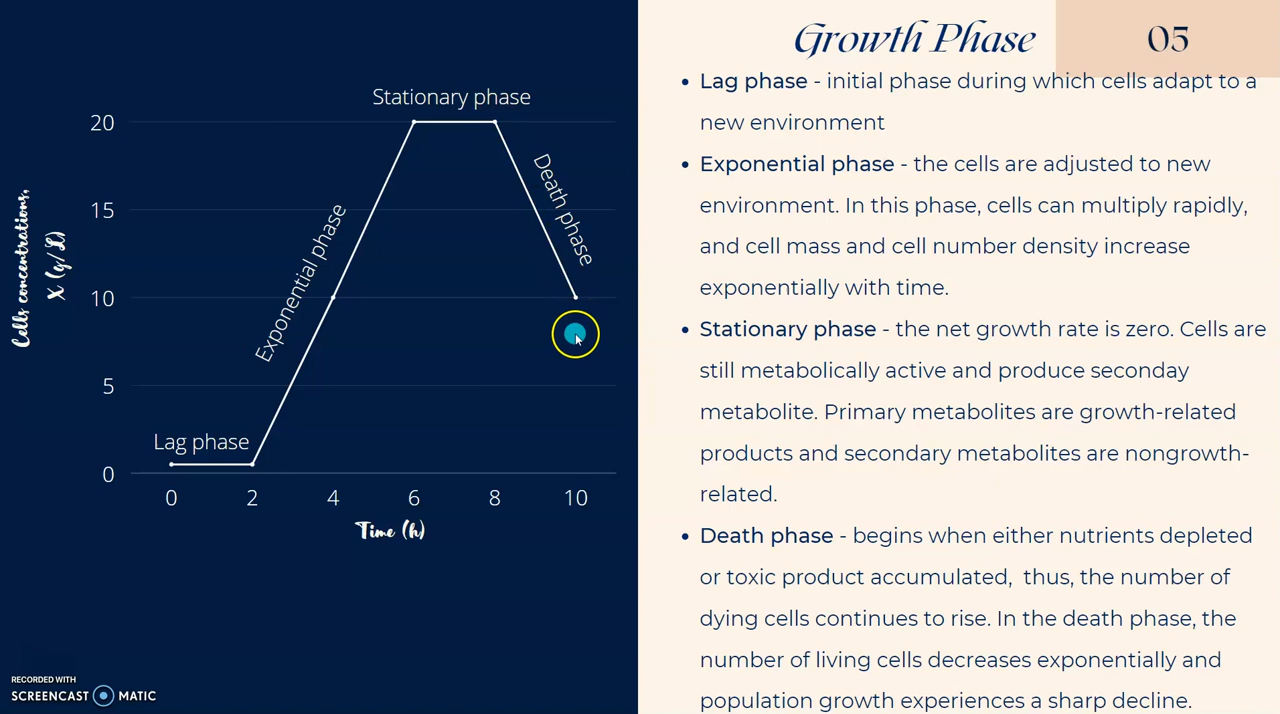 Growth Phase
05
• Lag phase - initial phase during which cells adapt to a
new environment
• Exponential phase - the cells are adjusted to new
environment. In this phase, cells can multiply rapidly,
and cell mass and cell number density increase
exponentially with time.
• Stationary phase - the net growth rate is zero. Cells are
still metabolically active and produce seconday
metabolite. Primary metabolites are growth-related
products and secondary metabolites are nongrowth-
related.
• Death phase - begins when either nutrients depleted
or toxic product accumulated, thus, the number of
dying cells continues to rise. In the death phase, the
number of living cells decreases exponentially and
population growth experiences a sharp decline.
Cells concentrations,
X (g/L)
20
15
10
5
0
Lag phase
Exponential phase
Stationary phase
Death phase
0 2 4 6 8 10
Time (h)
RECORDED WITH
SCREENCAST MATIC